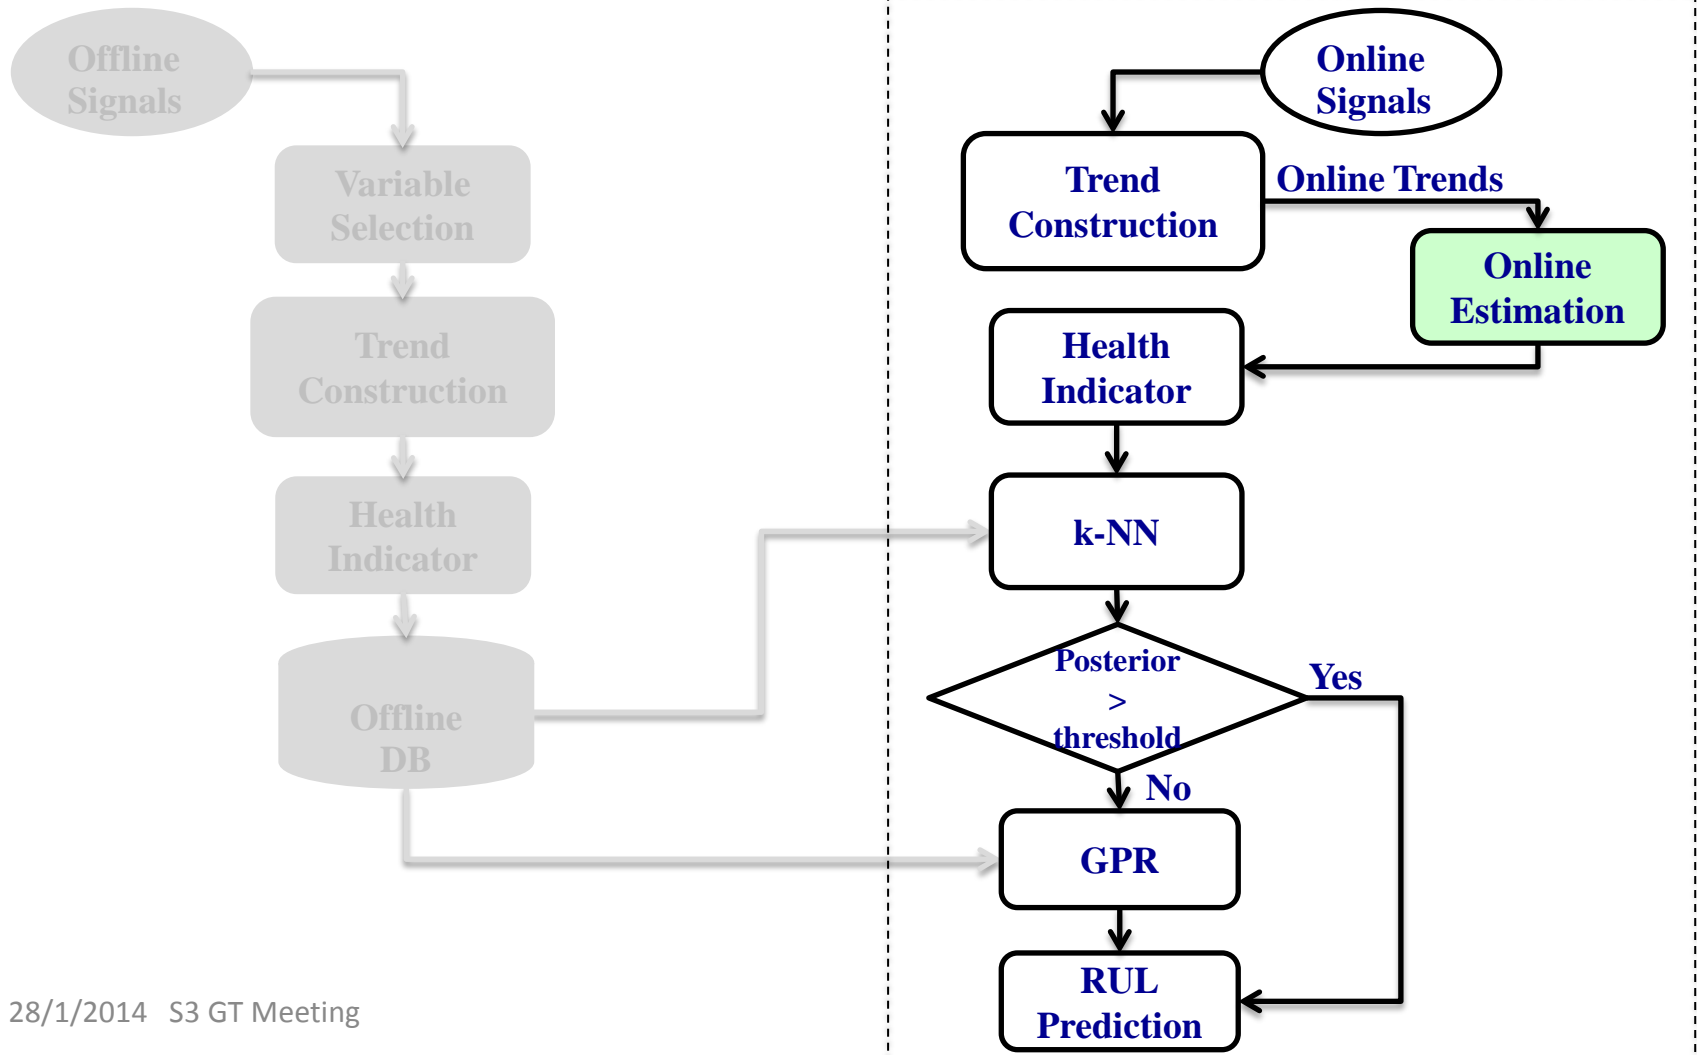 Offline
Signals
Variable
Selection
Trend
Construction
Health
Indicator
Offline
DB
Online
Signals
Trend
Construction
Online Trends
Online
Estimation
Health
Indicator
k-NN
Posterior
>
threshold
Yes
No
GPR
RUL
Prediction
28/1/2014 S3 GT Meeting